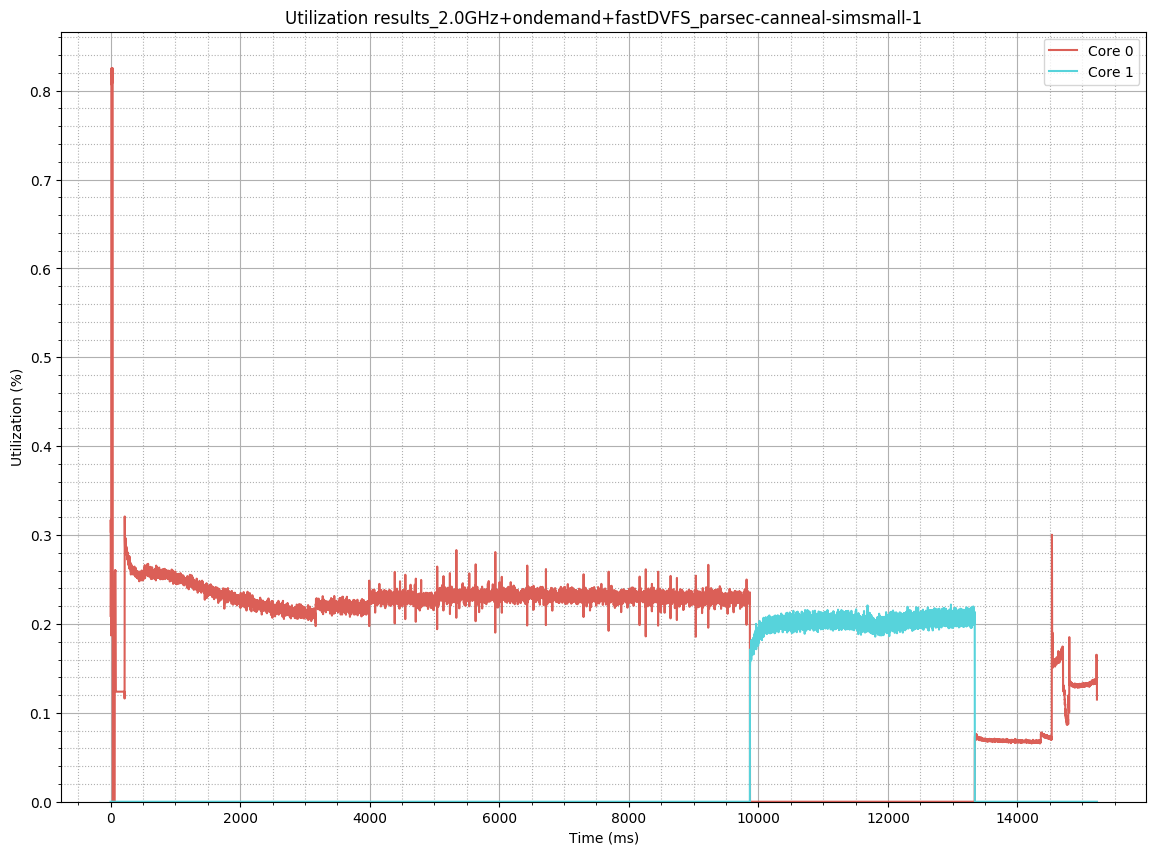 Utilization results_2.0GHz+ondemand+fastDVFS_parsec-canneal-simsmall-1
Core 0
Core 1
Utilization (%)
0.8
0.7
0.6
0.5
0.4
0.3
0.2
0.1
0.0
0 2000 4000 6000 8000 10000 12000 14000
Time (ms)